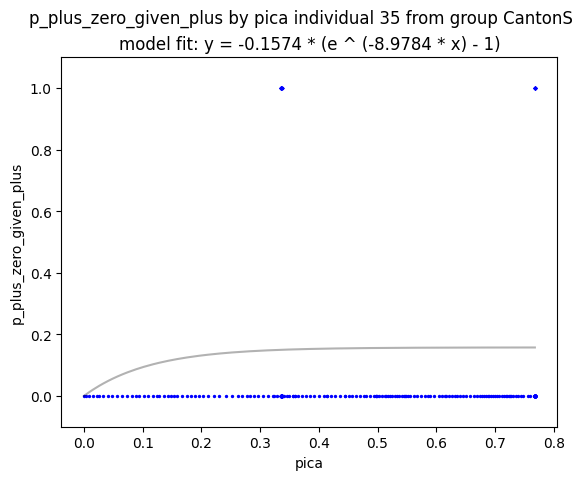 p_plus_zero_given_plus by pica individual 35 from group CantonS
model fit: y = -0.1574 * (e ^ (-8.9784 * x) - 1)
1.0
0.8
0.6
0.4
0.2
0.0
p_plus_zero_given_plus
0.0 0.1 0.2 0.3 0.4 0.5 0.6 0.7 0.8
pica